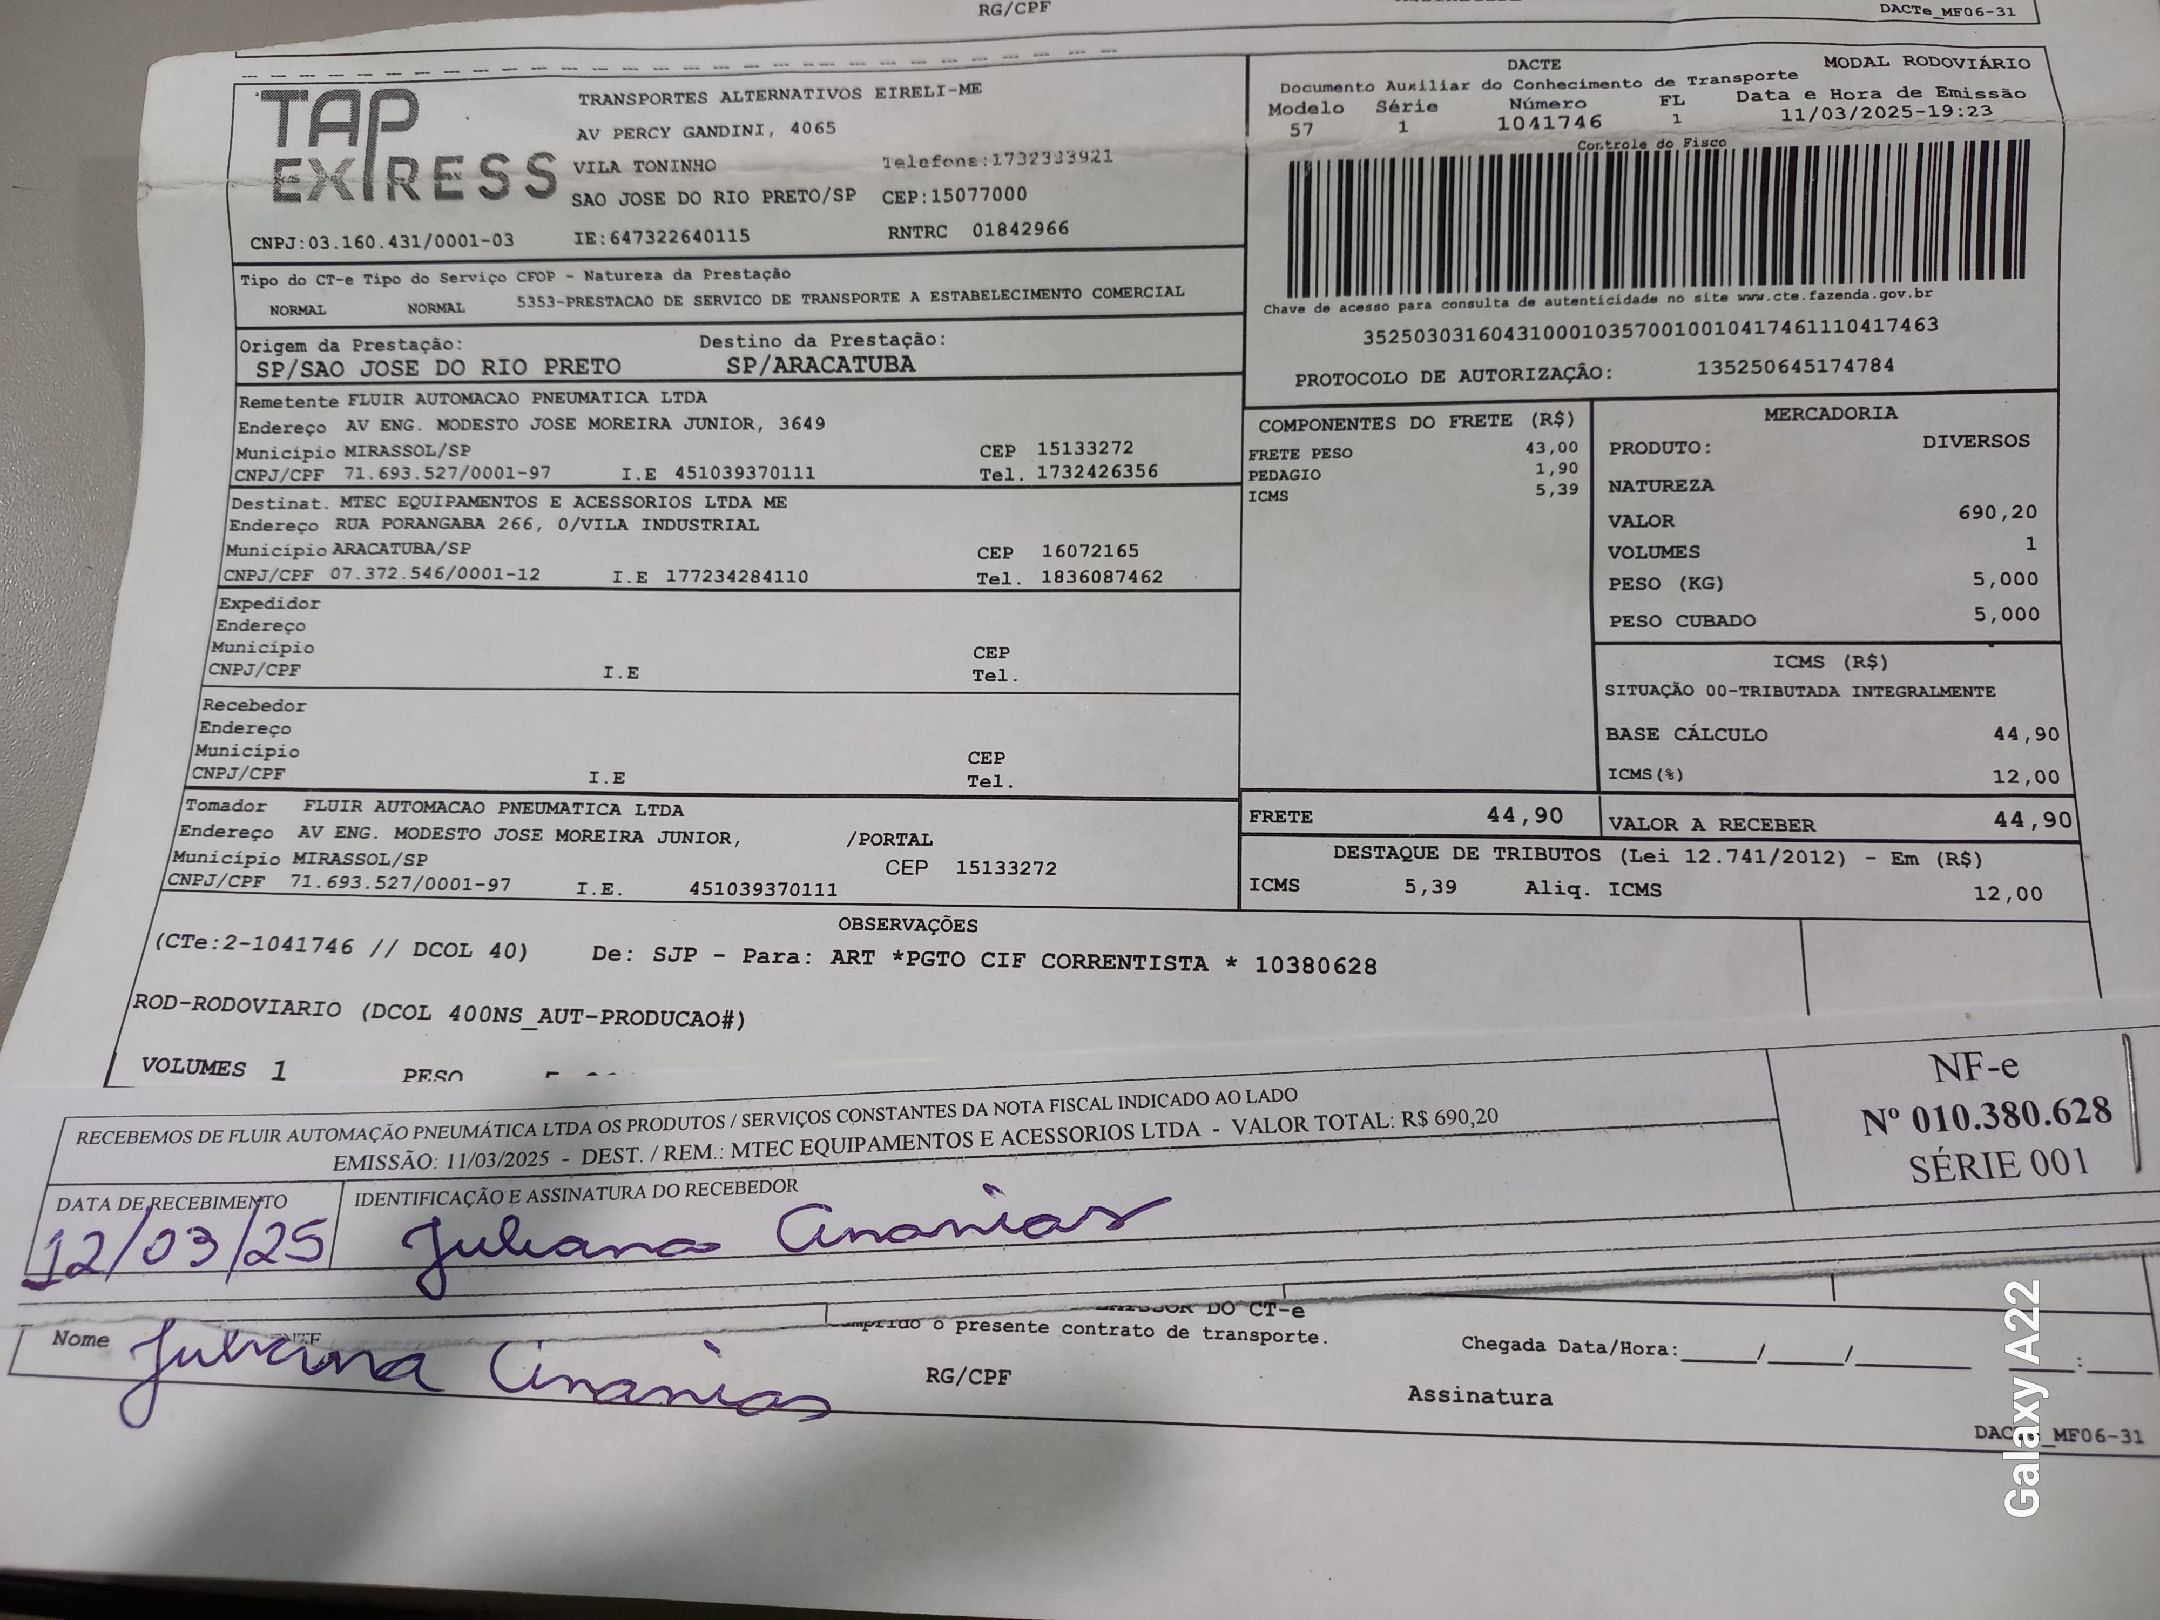 RG/CPF
DACTe_MF06-31
TAP EXPRESS
TRANSPORTES ALTERNATIVOS EIRELI-ME
AV PERCY GANDINI, 4065
VILA TONINHO Telefone:1732333921
SAO JOSE DO RIO PRETO/SP CEP:15077000
CNPJ:03.160.431/0001-03 IE:647322640115 RNTRC 01842966
DACTE MODAL RODOVIÁRIO
Documento Auxiliar do Conhecimento de Transporte
Modelo Série Número FL Data e Hora de Emissão
57 1 1041746 1 11/03/2025-19:23
Controle do Fisco
Chave de acesso para consulta de autenticidade no site www.cte.fazenda.gov.br
35250303160431000103570010010417461110417463
PROTOCOLO DE AUTORIZAÇÃO: 135250645174784
Tipo do CT-e Tipo do Serviço CFOP - Natureza da Prestação
NORMAL NORMAL 5353-PRESTACAO DE SERVICO DE TRANSPORTE A ESTABELECIMENTO COMERCIAL
Origem da Prestação: Destino da Prestação:
SP/SAO JOSE DO RIO PRETO SP/ARACATUBA
Remetente FLUIR AUTOMACAO PNEUMATICA LTDA
Endereço AV ENG. MODESTO JOSE MOREIRA JUNIOR, 3649
Município MIRASSOL/SP CEP 15133272
CNPJ/CPF 71.693.527/0001-97 I.E 451039370111 Tel. 1732426356
Destinat. MTEC EQUIPAMENTOS E ACESSORIOS LTDA ME
Endereço RUA PORANGABA 266, 0/VILA INDUSTRIAL
Município ARACATUBA/SP CEP 16072165
CNPJ/CPF 07.372.546/0001-12 I.E 177234284110 Tel. 1836087462
Expedidor
Endereço
Município CEP
CNPJ/CPF I.E Tel.
Recebedor
Endereço
Município CEP
CNPJ/CPF I.E Tel.
Tomador FLUIR AUTOMACAO PNEUMATICA LTDA
Endereço AV ENG. MODESTO JOSE MOREIRA JUNIOR, /PORTAL
Município MIRASSOL/SP CEP 15133272
CNPJ/CPF 71.693.527/0001-97 I.E. 451039370111
COMPONENTES DO FRETE (R$)
FRETE PESO 43,00
PEDAGIO 1,90
ICMS 5,39
MERCADORIA
PRODUTO: DIVERSOS
NATUREZA
VALOR 690,20
VOLUMES 1
PESO (KG) 5,000
PESO CUBADO 5,000
ICMS (R$)
SITUAÇÃO 00-TRIBUTADA INTEGRALMENTE
BASE CÁLCULO 44,90
ICMS(%) 12,00
FRETE 44,90 VALOR A RECEBER 44,90
DESTAQUE DE TRIBUTOS (Lei 12.741/2012) - Em (R$)
ICMS 5,39 Aliq. ICMS 12,00
OBSERVAÇÕES
(CTe:2-1041746 // DCOL 40) De: SJP - Para: ART *PGTO CIF CORRENTISTA * 10380628
ROD-RODOVIARIO (DCOL 400NS_AUT-PRODUCAO#)
VOLUMES 1 PESO
RECEBEMOS DE FLUIR AUTOMAÇÃO PNEUMÁTICA LTDA OS PRODUTOS / SERVIÇOS CONSTANTES DA NOTA FISCAL INDICADO AO LADO
EMISSÃO: 11/03/2025 - DEST. / REM.: MTEC EQUIPAMENTOS E ACESSORIOS LTDA - VALOR TOTAL: R$ 690,20
NF-e
Nº 010.380.628
SÉRIE 001
DATA DE RECEBIMENTO IDENTIFICAÇÃO E ASSINATURA DO RECEBEDOR
12/03/25 Juliana Ananias
DO CT-e
o presente contrato de transporte.
Nome Juliana Ananias RG/CPF
Chegada Data/Hora:_____/_____/_______ ____:____
Assinatura
DACTe_MF06-31
Galaxy A22